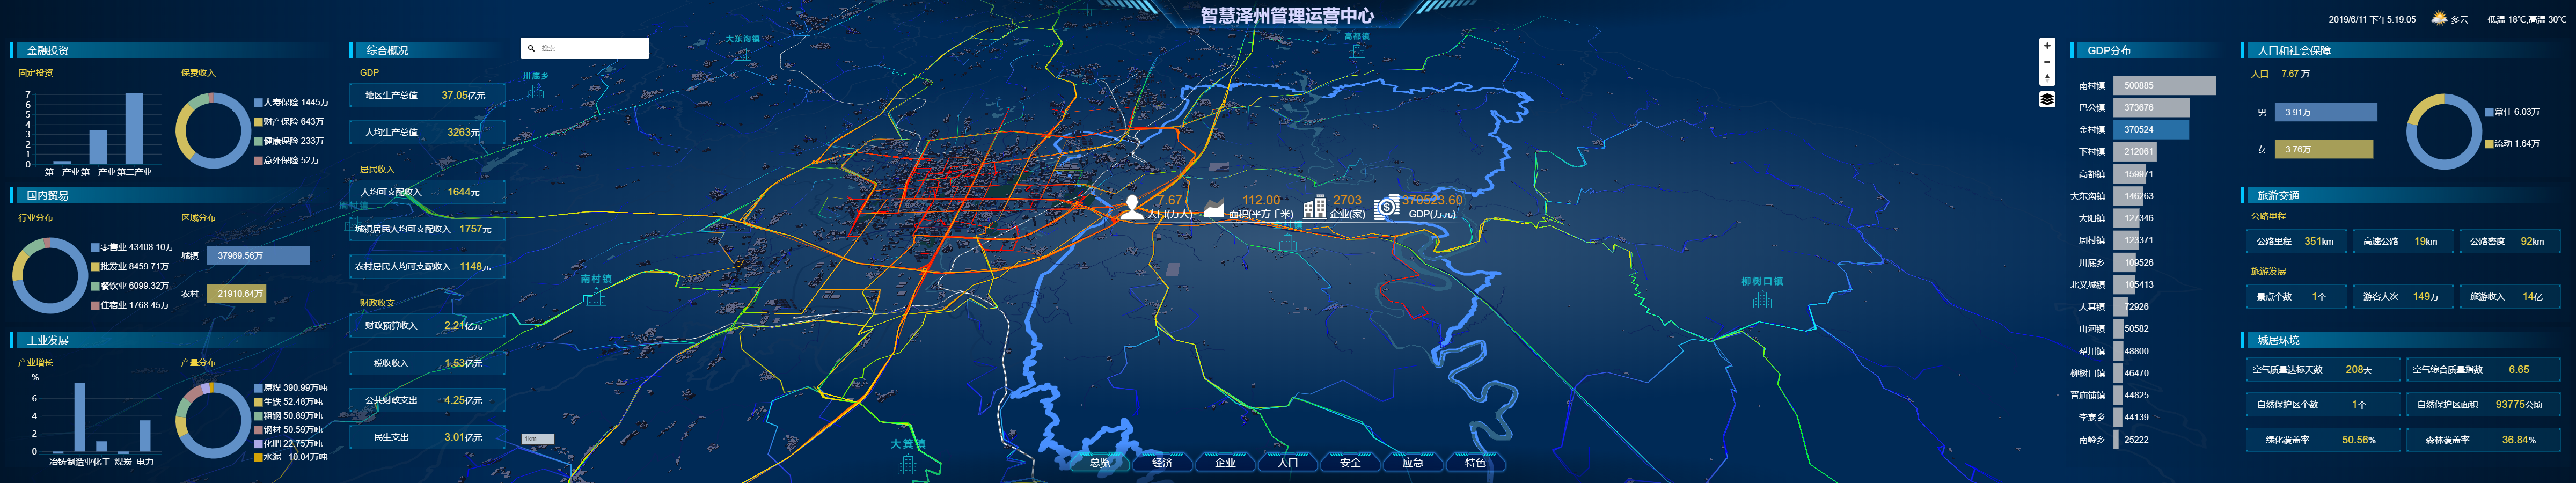 智慧泽州管理运营中心
2019/6/11 下午5:19:05 多云 低温 18℃,高温 30℃
金融投资
固定投资
7
6
5
4
3
2
1
0
第一产业 第三产业 第二产业
保费收入
人寿保险 1445万
财产保险 643万
健康保险 233万
意外保险 52万
国内贸易
行业分布
零售业 43408.10万
批发业 8459.71万
餐饮业 6099.32万
住宿业 1768.45万
区域分布
城镇 37969.56万
农村 21910.64万
工业发展
产业增长
%
6
4
2
0
冶铸 制造业 化工 煤炭 电力
产量分布
原煤 390.99万吨
生铁 52.48万吨
粗钢 50.89万吨
钢材 50.59万吨
化肥 22.75万吨
水泥 10.04万吨
综合概况
GDP
地区生产总值 37.05亿元
人均生产总值 3263元
居民收入
人均可支配收入 1644元
城镇居民人均可支配收入 1757元
农村居民人均可支配收入 1148元
财政收支
财政预算收入 2.21亿元
税收收入 1.53亿元
公共财政支出 4.25亿元
民生支出 3.01亿元
搜索
大东沟镇
川底乡
高都镇
周村镇
南村镇
柳树口镇
大箕镇
7.67
人口(万人)
112.00
面积(平方千米)
2703
企业(家)
370523.60
GDP(万元)
1km
总览
经济
企业
人口
安全
应急
特色
GDP分布
南村镇 500885
巴公镇 373676
金村镇 370524
下村镇 212061
高都镇 159971
大东沟镇 146263
大阳镇 127346
周村镇 123371
川底乡 109526
北义城镇 105413
大箕镇 72926
山河镇 50582
犁川镇 48800
柳树口镇 46470
晋庙铺镇 44825
李寨乡 44139
南岭乡 25222
人口和社会保障
人口 7.67 万
男 3.91万
女 3.76万
常住 6.03万
流动 1.64万
旅游交通
公路里程
公路里程 351km
高速公路 19km
公路密度 92km
旅游发展
景点个数 1个
游客人次 149万
旅游收入 14亿
城居环境
空气质量达标天数 208天
空气综合质量指数 6.65
自然保护区个数 1个
自然保护区面积 93775公顷
绿化覆盖率 50.56%
森林覆盖率 36.84%